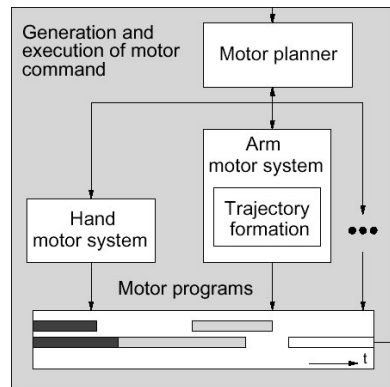 Generation and
execution of motor
command
Motor planner
Arm
motor system
Trajectory
formation
Hand
motor system
Motor programs
t